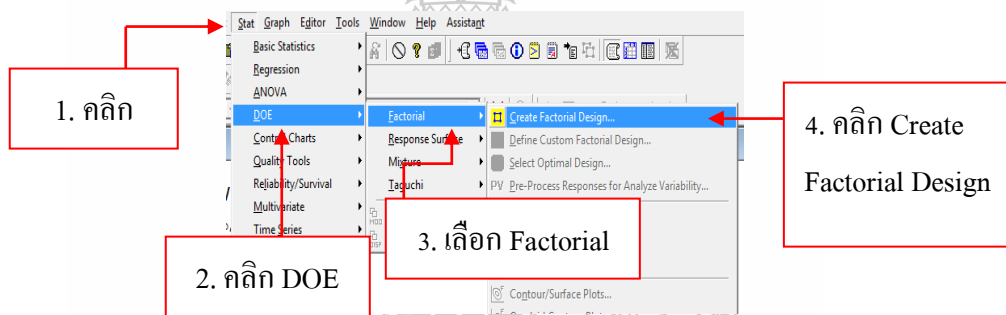 Stat Graph Editor Tools Window Help Assistant
Basic Statistics
Regression
1. คลิก
ANOVA
DOE
Factorial
Create Factorial Design...
4. คลิก Create
Factorial Design
Control Charts
Response Surface
Define Custom Factorial Design...
Quality Tools
Mixture
Select Optimal Design...
Reliability/Survival
Taguchi
PV Pre-Process Responses for Analyze Variability...
Multivariate
Time Series
3. เลือก Factorial
2. คลิก DOE
Contour/Surface Plots...